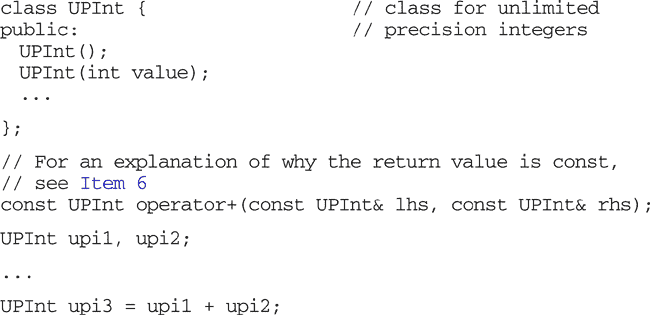 class UPInt {                    // class for unlimited
public:                          // precision integers
  UPInt();
  UPInt(int value);
  ...
};
// For an explanation of why the return value is const,
// see Item 6
const UPInt operator+(const UPInt& lhs, const UPInt& rhs);
UPInt upi1, upi2;
...
UPInt upi3 = upi1 + upi2;